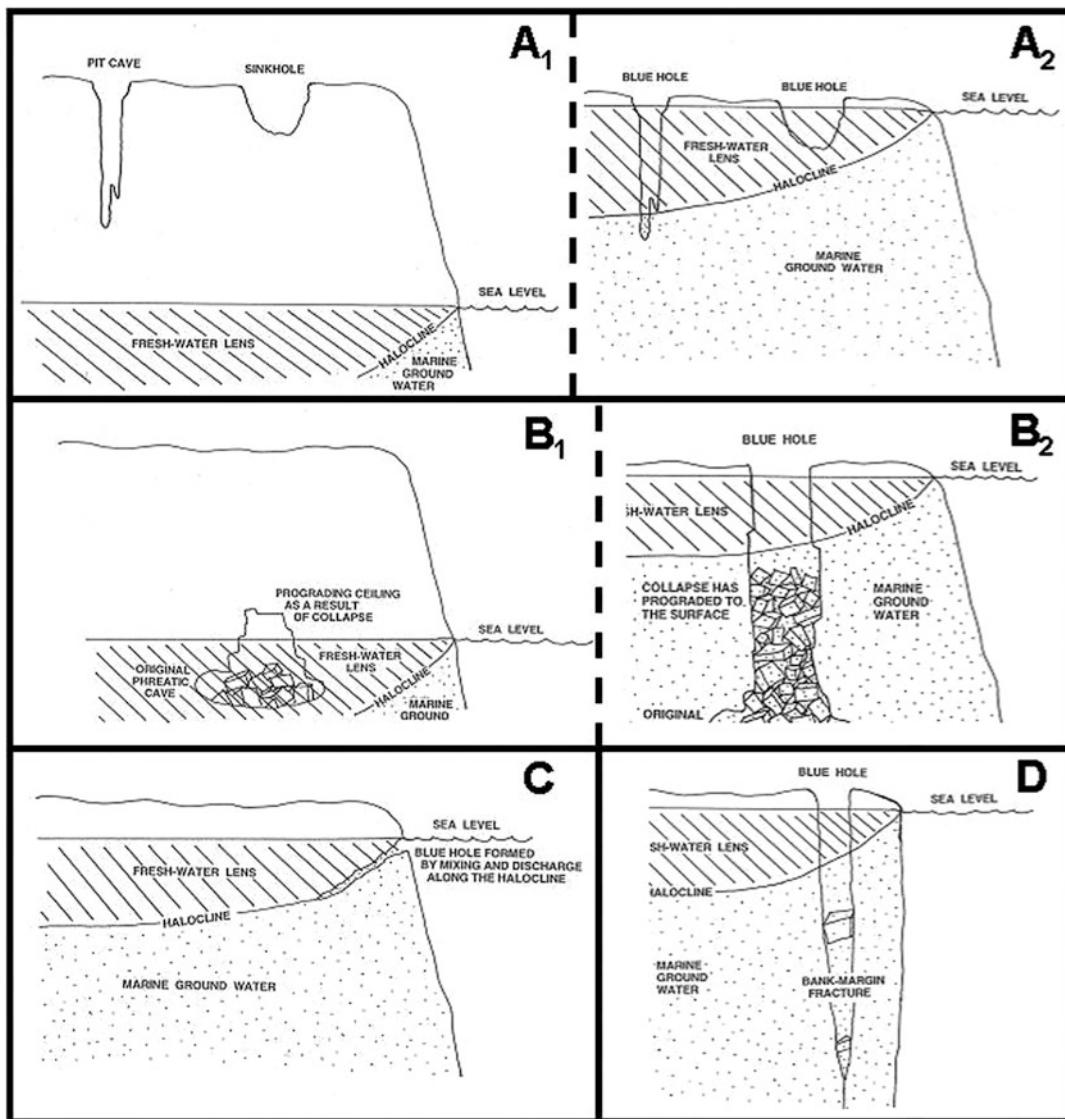 A1
PIT CAVE
SINKHOLE
SEA LEVEL
FRESH-WATER LENS
HALOCLINE
MARINE
GROUND
WATER
A2
BLUE HOLE
BLUE HOLE
SEA LEVEL
FRESH-WATER
LENS
HALOCLINE
MARINE
GROUND WATER
B1
PROGRADING CEILING
AS A RESULT
OF COLLAPSE
SEA LEVEL
ORIGINAL
PHREATIC
CAVE
FRESH-WATER
LENS
HALOCLINE
MARINE
GROUND
B2
BLUE HOLE
SEA LEVEL
SH-WATER LENS
HALOCLINE
COLLAPSE HAS
PROGRADED TO
THE SURFACE
MARINE
GROUND
WATER
ORIGINAL
C
SEA LEVEL
BLUE HOLE FORMED
BY MIXING AND DISCHARGE
ALONG THE HALOCLINE
FRESH-WATER
LENS
HALOCLINE
MARINE GROUND WATER
D
BLUE HOLE
SEA LEVEL
SH-WATER LENS
HALOCLINE
MARINE
GROUND
WATER
BANK-MARGIN
FRACTURE